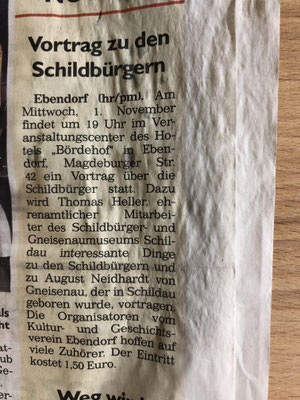 Vortrag zu den
Schildbürgern
Ebendorf (hr/pm). Am
Mittwoch, 1. November
findet um 19 Uhr im Ver-
anstaltungscenter des Ho-
tels „Bördehof" in Eben-
dorf, Magdeburger Str.
42 ein Vortrag über die
Schildbürger statt. Dazu
wird Thomas Heller, eh-
renamtlicher Mitarbei-
ter des Schildbürger- und
Gneisenaumuseums Schil-
dau interessante Dinge
zu den Schildbürgern und
zu August Neidhardt von
Gneisenau, der in Schildau
geboren wurde, vortragen.
Die Organisatoren vom
Kultur- und Geschichts-
verein Ebendorf hoffen auf
viele Zuhörer. Der Eintritt
kostet 1,50 Euro.